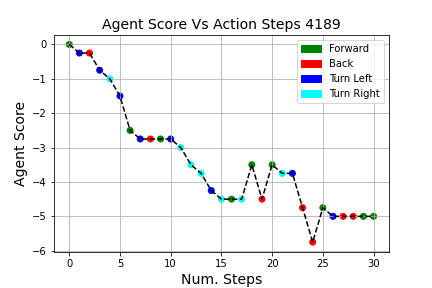 Agent Score Vs Action Steps 4189
Forward
Back
Turn Left
Turn Right
Agent Score
0
−1
−2
−3
−4
−5
−6
0 5 10 15 20 25 30
Num. Steps